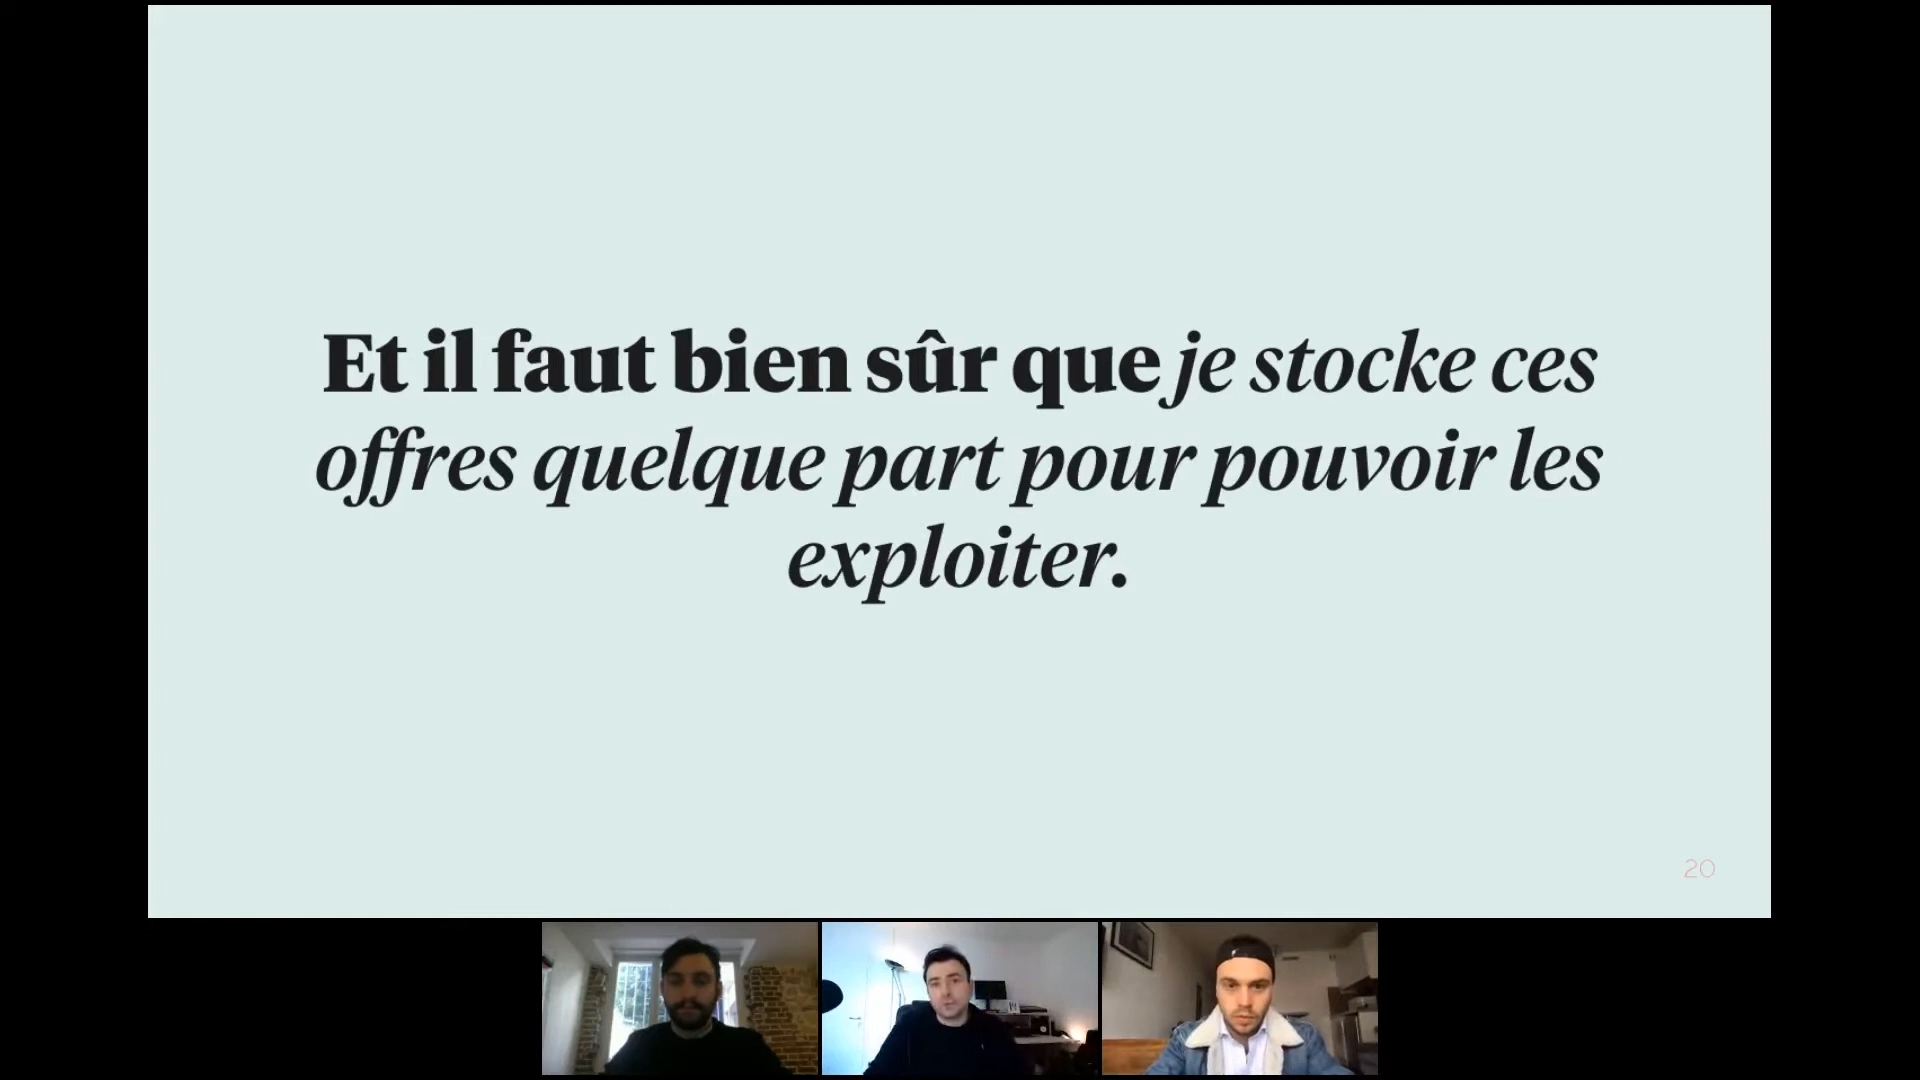 Et il faut bien sûr que je stocke ces
offres quelque part pour pouvoir les
exploiter.
20